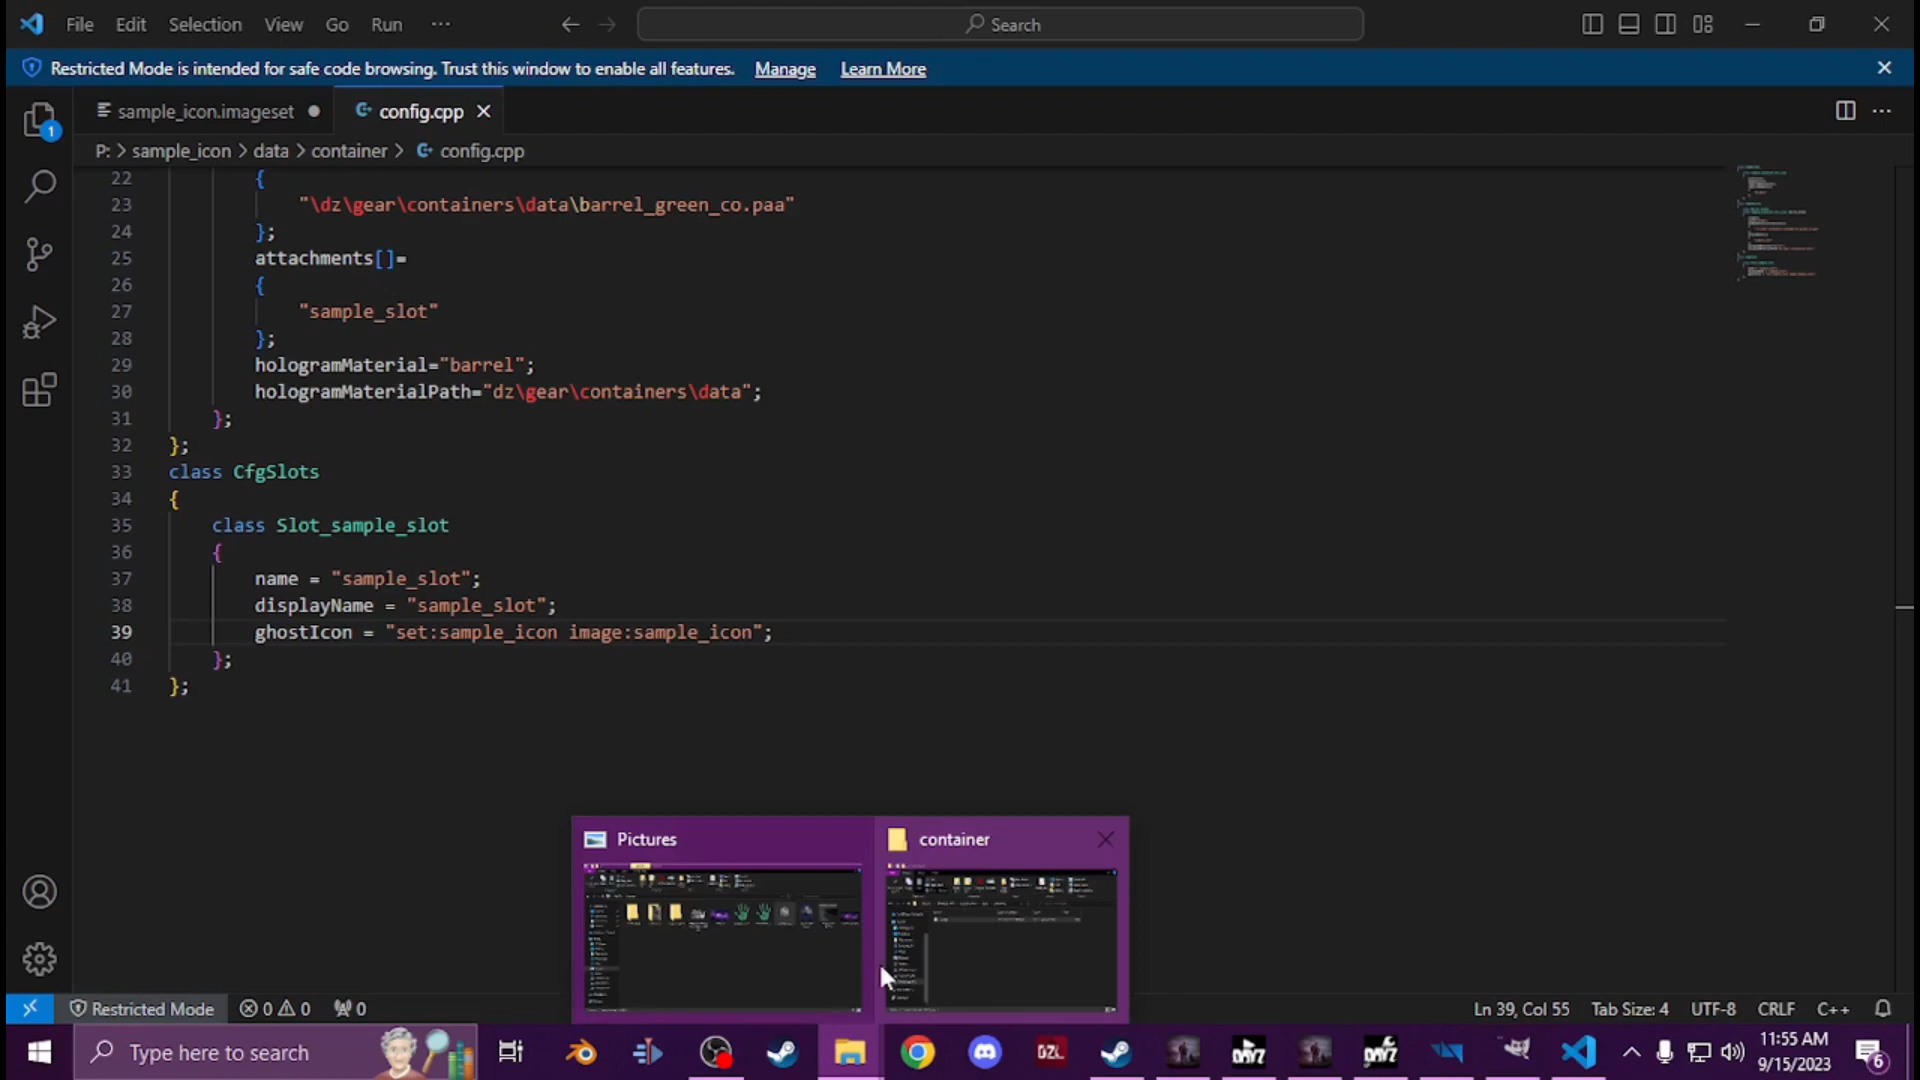 File Edit Selection View Go Run ··· Search
Restricted Mode is intended for safe code browsing. Trust this window to enable all features. Manage Learn More
sample_icon.imageset config.cpp
P: > sample_icon > data > container > config.cpp
22 {
23 "\dz\gear\containers\data\barrel_green_co.paa"
24 };
25 attachments[]=
26 {
27 "sample_slot"
28 };
29 hologramMaterial="barrel";
30 hologramMaterialPath="dz\gear\containers\data";
31 };
32 };
33 class CfgSlots
34 {
35 class Slot_sample_slot
36 {
37 name = "sample_slot";
38 displayName = "sample_slot";
39 ghostIcon = "set:sample_icon image:sample_icon";
40 };
41 };
1
Pictures container
Restricted Mode 0 0 0 Ln 39, Col 55 Tab Size: 4 UTF-8 CRLF C++
Type here to search DZL DAYZ DAYZ 11:55 AM
9/15/2023 6